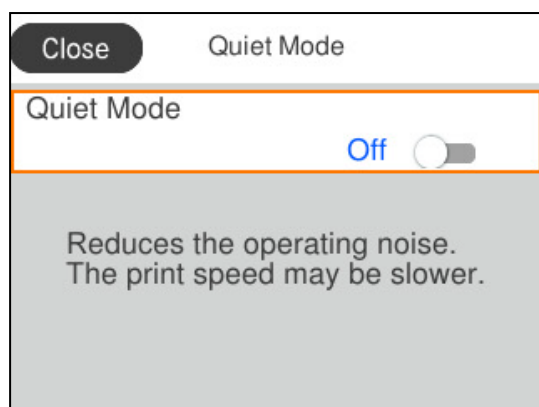 Close Quiet Mode
Quiet Mode
Off
Reduces the operating noise.
The print speed may be slower.